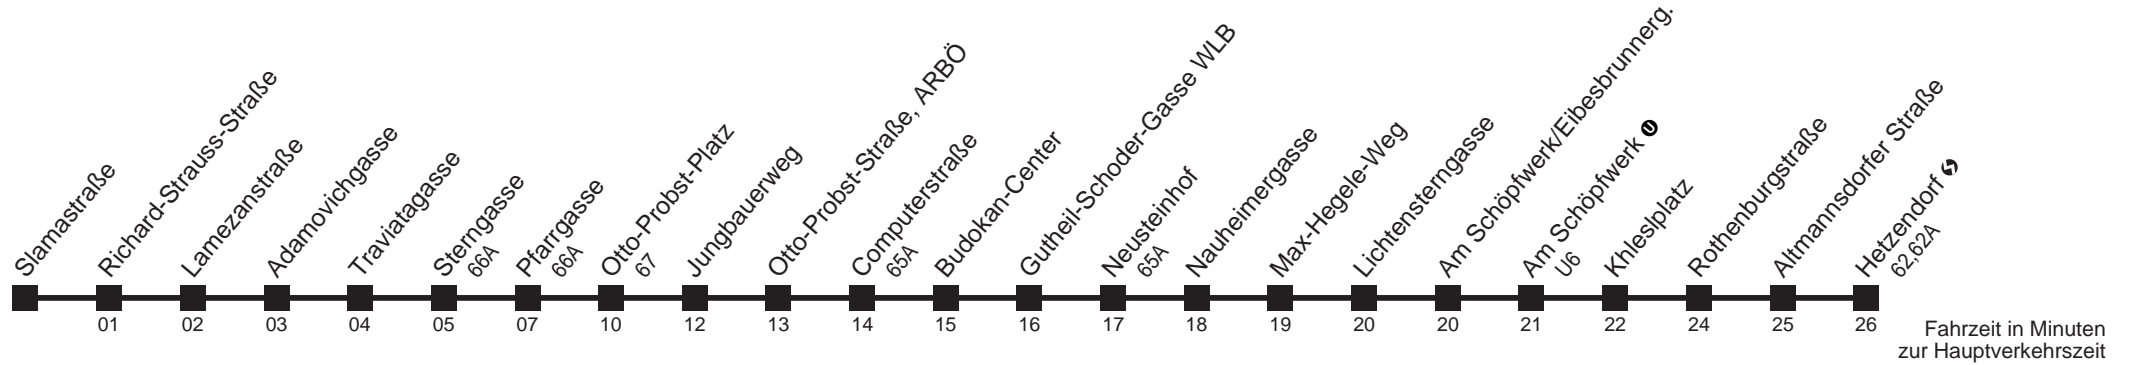 Slamastraße
Richard-Strauss-Straße
Lamezanstraße
Adamovichgasse
Traviatagasse
Sterngasse
66A
Pfarrgasse
66A
Otto-Probst-Platz
67
Jungbauerweg
Otto-Probst-Straße, ARBÖ
Computerstraße
65A
Budokan-Center
Gutheil-Schoder-Gasse WLB
Neusteinhof
65A
Nauheimergasse
Max-Hegele-Weg
Lichtensterngasse
Am Schöpfwerk/Eibesbrunnerg.
Am Schöpfwerk U
U6
Khleslplatz
Rothenburgstraße
Altmannsdorfer Straße
Hetzendorf
62,62A
01 02 03 04 05 07 10 12 13 14 15 16 17 18 19 20 20 21 22 24 25 26
Fahrzeit in Minuten
zur Hauptverkehrszeit